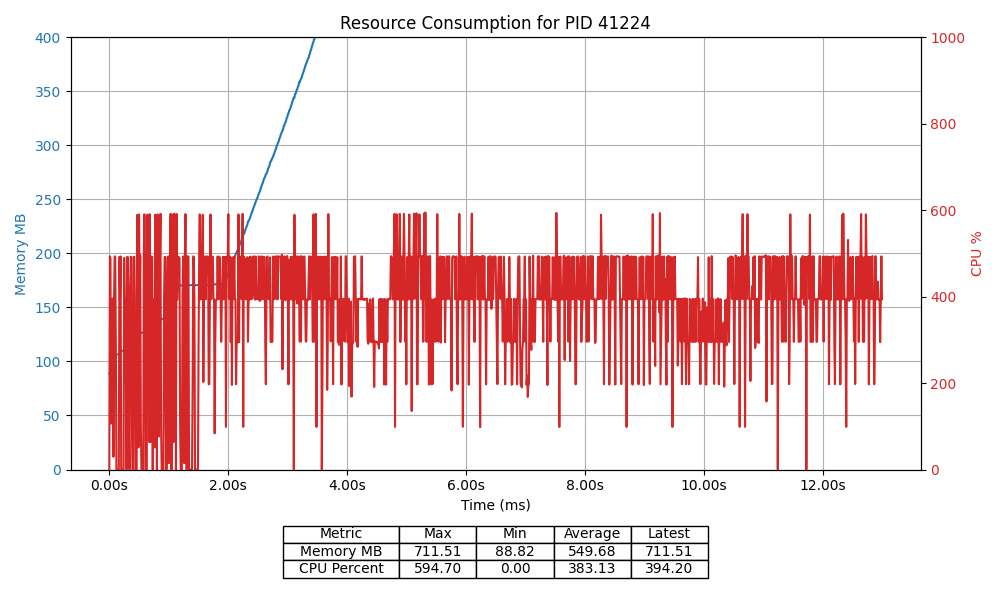 Resource Consumption for PID 41224
400
350
300
250
200
150
100
50
0
Memory MB
1000
800
600
400
200
0
CPU %
0.00s 2.00s 4.00s 6.00s 8.00s 10.00s 12.00s
Time (ms)
Metric Max Min Average Latest
Memory MB 711.51 88.82 549.68 711.51
CPU Percent 594.70 0.00 383.13 394.20